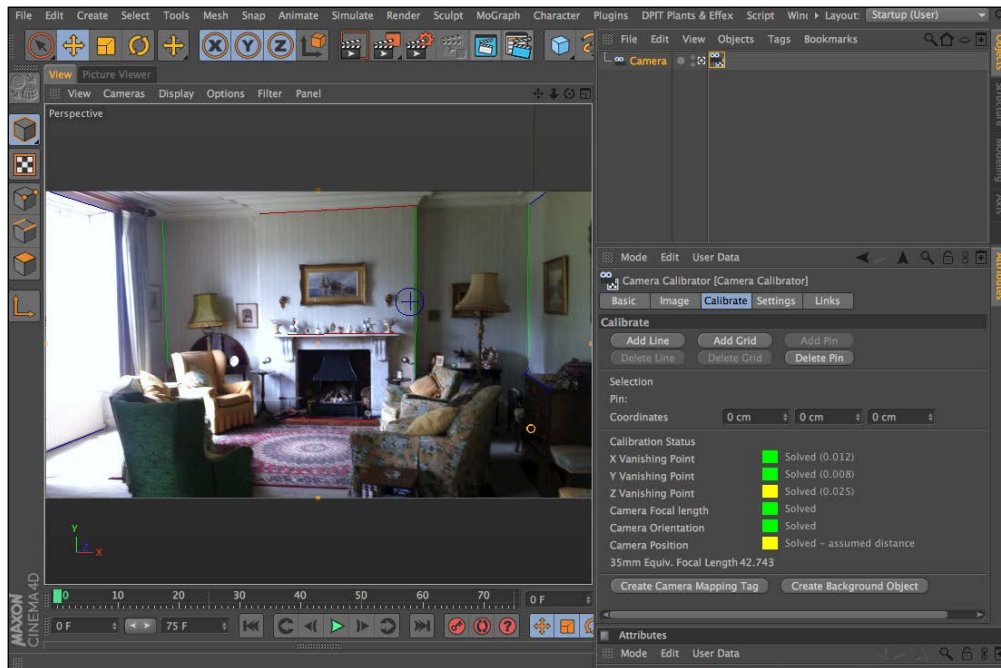 File Edit Create Select Tools Mesh Snap Animate Simulate Render Sculpt MoGraph Character Plugins DPIT Plants & Effex Script Winc Layout: Startup (User)
File Edit View Objects Tags Bookmarks
Camera
View Picture Viewer
View Cameras Display Options Filter Panel
Perspective
X Y Z
Objects
Structure
Attributes
Mode Edit User Data
Camera Calibrator [Camera Calibrator]
Basic Image Calibrate Settings Links
Calibrate
Add Line Add Grid Add Pin
Delete Line Delete Grid Delete Pin
Selection
Pin:
Coordinates 0 cm 0 cm 0 cm
Calibration Status
X Vanishing Point Solved (0.012)
Y Vanishing Point Solved (0.008)
Z Vanishing Point Solved (0.025)
Camera Focal length Solved
Camera Orientation Solved
Camera Position Solved - assumed distance
35mm Equiv. Focal Length 42.743
Create Camera Mapping Tag Create Background Object
Y
Z X
0 10 20 30 40 50 60 70 0 F
0 F 75 F
MAXON
CINEMA 4D
Attributes
Mode Edit User Data